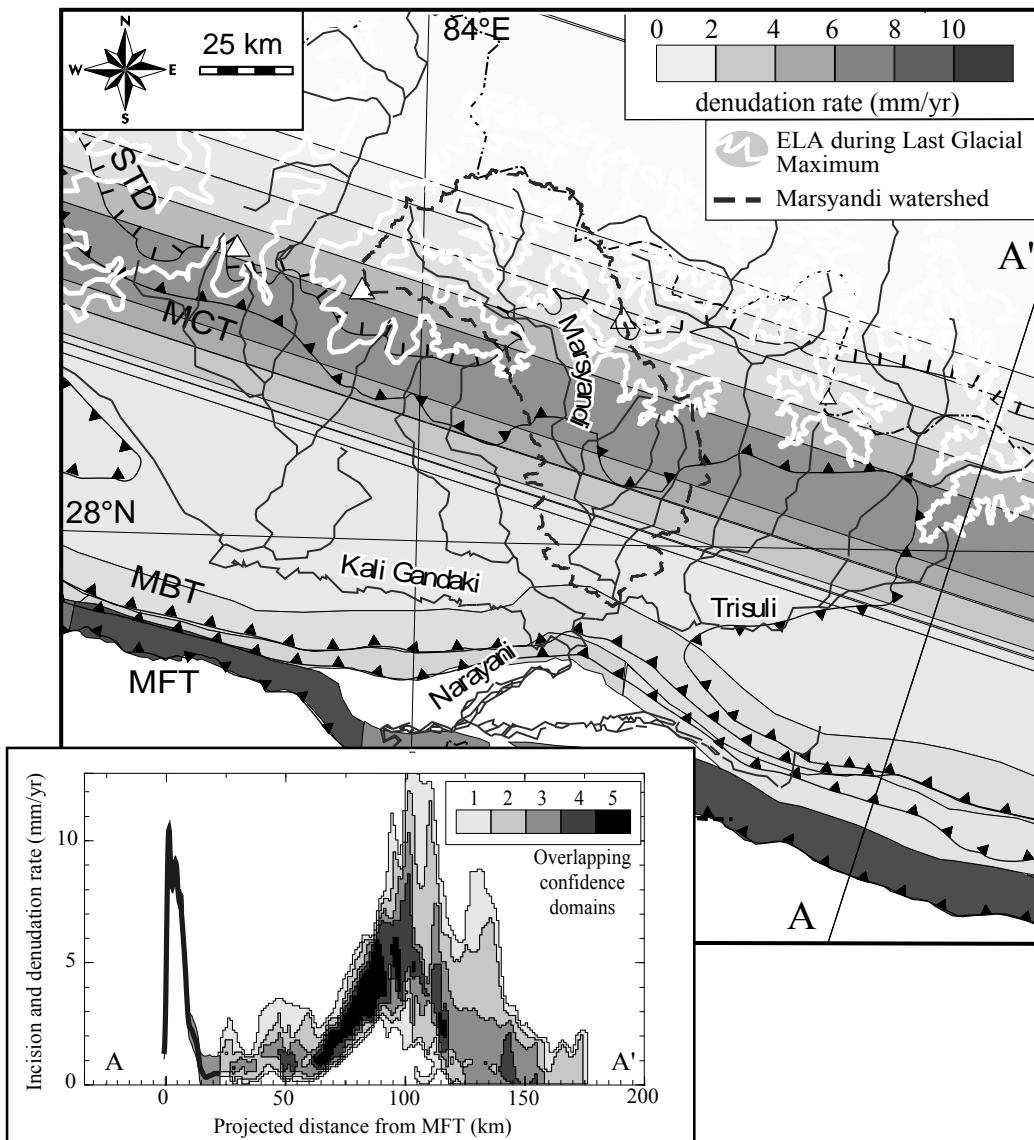 N
W E
S
25 km
84°E
0 2 4 6 8 10
denudation rate (mm/yr)
ELA during Last Glacial
Maximum
Marsyandi watershed
STD
A'
MCT
Marsyandi
28°N
Kali Gandaki
MBT
Trisuli
MFT
Narayani
A
1 2 3 4 5
Overlapping
confidence
domains
Incision and denudation rate (mm/yr)
10
5
0
A A'
0 50 100 150 200
Projected distance from MFT (km)